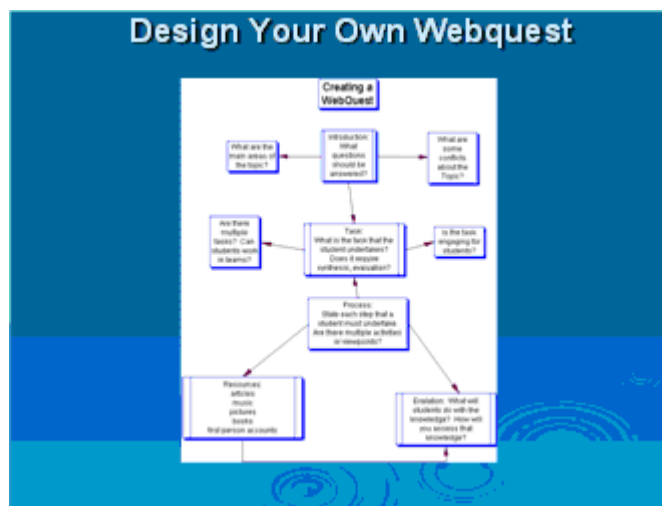 Design Your Own Webquest
Creating a
WebQuest
Introduction:
What
questions
should be
answered?
What are the
main areas of
the topic?
What are
some
conflicts
about the
Topic?
Task:
What is the task that the
student undertakes?
Does it require
synthesis, evaluation?
Are there
multiple
tasks? Can
students work
in teams?
Is the task
engaging for
students?
Process:
State each step that a
student must undertake.
Are there multiple activities
or viewpoints?
Resources:
articles
music
pictures
books
first person accounts
Evalation: What will
students do with the
knowledge? How will
you assess that
knowledge?